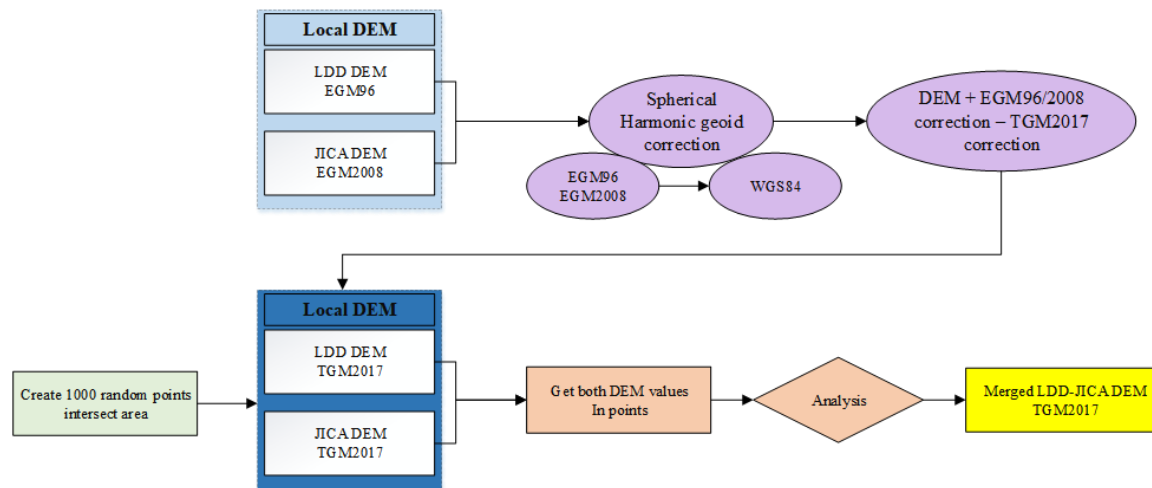 Local DEM
LDD DEM
EGM96
JICA DEM
EGM2008
Spherical
Harmonic geoid
correction
EGM96
EGM2008
WGS84
DEM + EGM96/2008
correction – TGM2017
correction
Local DEM
LDD DEM
TGM2017
JICA DEM
TGM2017
Create 1000 random points
intersect area
Get both DEM values
In points
Analysis
Merged LDD-JICA DEM
TGM2017